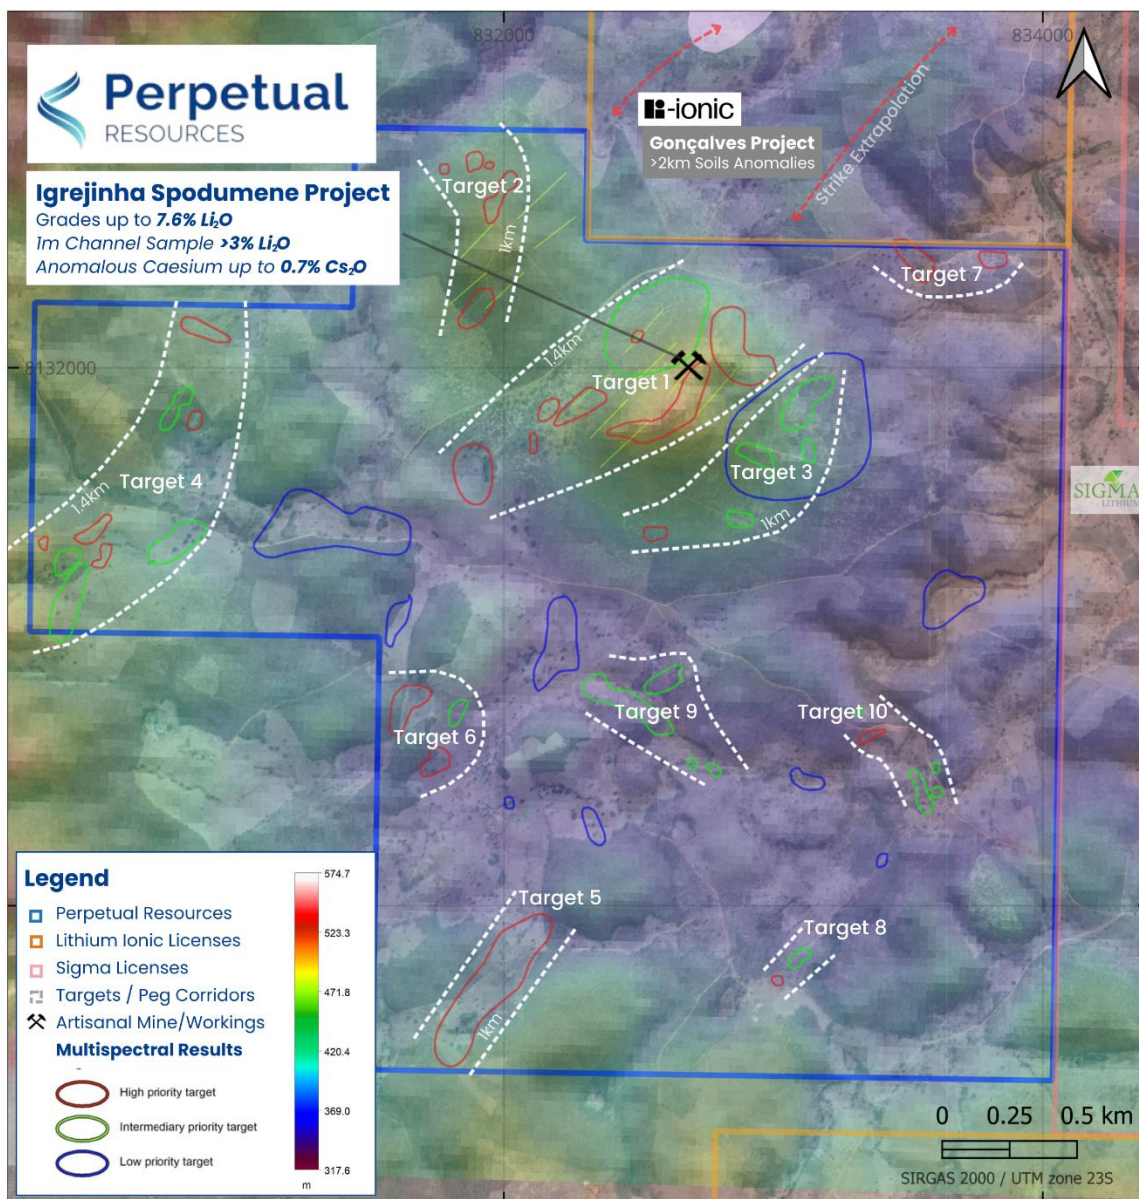 832000
834000
Perpetual
RESOURCES
ℾ-ionic
Gonçalves Project
>2km Soils Anomalies
Strike Extrapolation
Igrejinha Spodumene Project
Grades up to 7.6% Li₂O
1m Channel Sample >3% Li₂O
Anomalous Caesium up to 0.7% Cs₂O
Target 2
1km
Target 7
8132000
1.4km
Target 1
Target 3
1km
Target 4
1.4km
SIGMA
LITHIUM
Target 9
Target 10
Target 6
Target 5
1km
Target 8
Legend
Perpetual Resources
Lithium Ionic Licenses
Sigma Licenses
Targets / Peg Corridors
Artisanal Mine/Workings
Multispectral Results
High priority target
Intermediary priority target
Low priority target
574.7
523.3
471.8
420.4
369.0
317.6
m
0 0.25 0.5 km
SIRGAS 2000 / UTM zone 23S